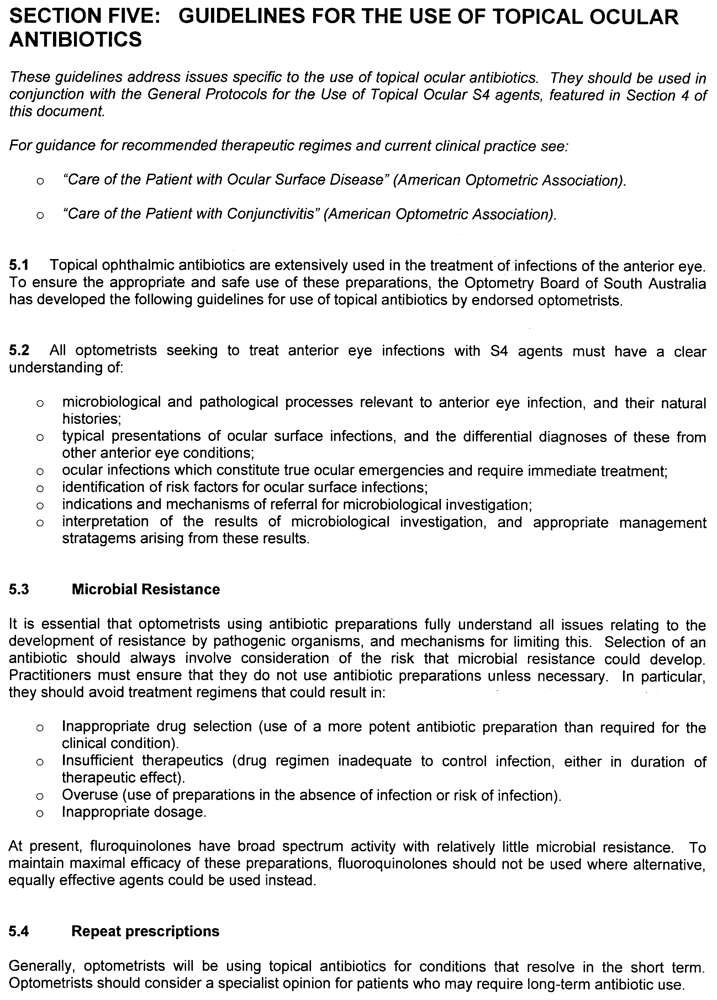 SECTION FIVE: GUIDELINES FOR THE USE OF TOPICAL OCULAR
ANTIBIOTICS
These guidelines address issues specific to the use of topical ocular antibiotics. They should be used in
conjunction with the General Protocols for the Use of Topical Ocular S4 agents, featured in Section 4 of
this document.
For guidance for recommended therapeutic regimes and current clinical practice see:
o "Care of the Patient with Ocular Surface Disease" (American Optometric Association).
o "Care of the Patient with Conjunctivitis" (American Optometric Association).
5.1 Topical ophthalmic antibiotics are extensively used in the treatment of infections of the anterior eye.
To ensure the appropriate and safe use of these preparations, the Optometry Board of South Australia
has developed the following guidelines for use of topical antibiotics by endorsed optometrists.
5.2 All optometrists seeking to treat anterior eye infections with S4 agents must have a clear
understanding of:
o microbiological and pathological processes relevant to anterior eye infection, and their natural
histories;
o typical presentations of ocular surface infections, and the differential diagnoses of these from
other anterior eye conditions;
o ocular infections which constitute true ocular emergencies and require immediate treatment;
o identification of risk factors for ocular surface infections;
o indications and mechanisms of referral for microbiological investigation;
o interpretation of the results of microbiological investigation, and appropriate management
stratagems arising from these results.
5.3 Microbial Resistance
It is essential that optometrists using antibiotic preparations fully understand all issues relating to the
development of resistance by pathogenic organisms, and mechanisms for limiting this. Selection of an
antibiotic should always involve consideration of the risk that microbial resistance could develop.
Practitioners must ensure that they do not use antibiotic preparations unless necessary. In particular,
they should avoid treatment regimens that could result in:
o Inappropriate drug selection (use of a more potent antibiotic preparation than required for the
clinical condition).
o Insufficient therapeutics (drug regimen inadequate to control infection, either in duration of
therapeutic effect).
o Overuse (use of preparations in the absence of infection or risk of infection).
o Inappropriate dosage.
At present, fluroquinolones have broad spectrum activity with relatively little microbial resistance. To
maintain maximal efficacy of these preparations, fluoroquinolones should not be used where alternative,
equally effective agents could be used instead.
5.4 Repeat prescriptions
Generally, optometrists will be using topical antibiotics for conditions that resolve in the short term.
Optometrists should consider a specialist opinion for patients who may require long-term antibiotic use.